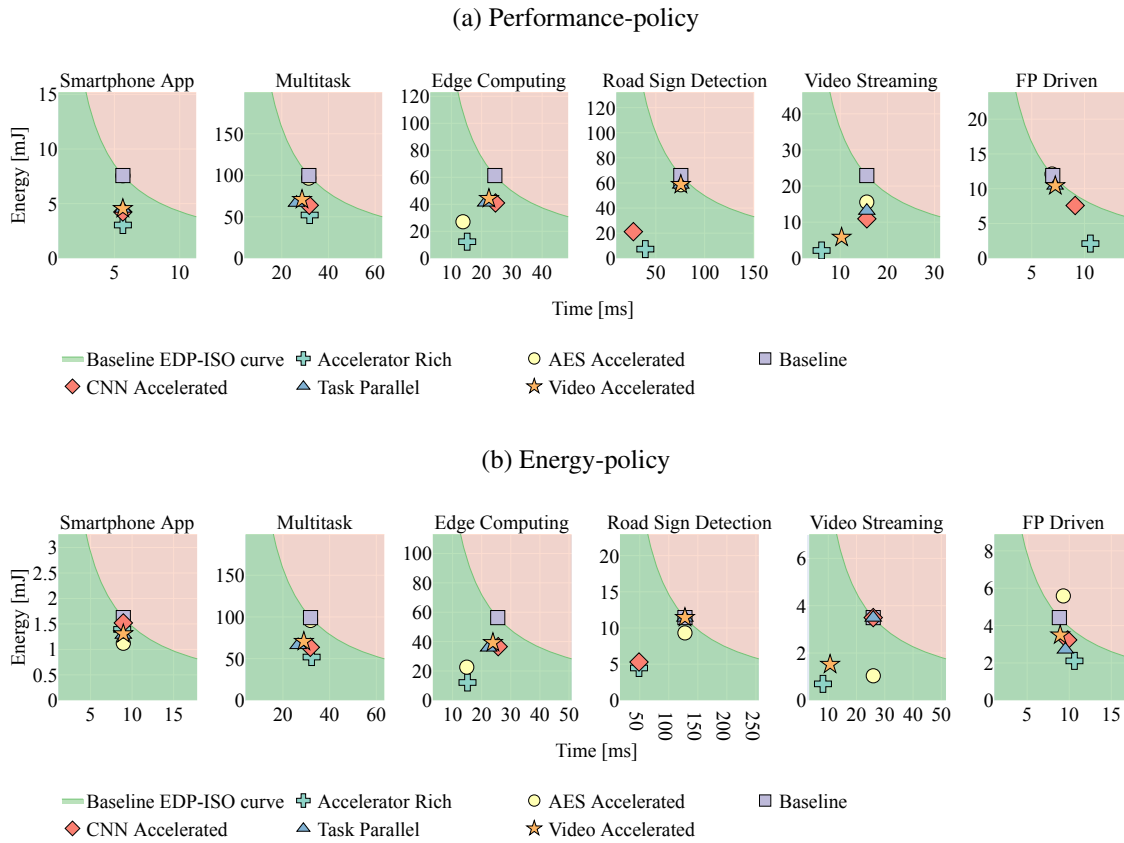 (a) Performance-policy
Smartphone App Multitask Edge Computing Road Sign Detection Video Streaming FP Driven
Energy [mJ]
15
10
5
0
5 10
150
100
50
0
20 40 60
120
100
80
60
40
20
0
10 20 30 40
120
100
80
60
40
20
0
50 100 150
40
30
20
10
0
10 20 30
20
15
10
5
0
5 10
Time [ms]
Baseline EDP-ISO curve Accelerator Rich AES Accelerated Baseline
CNN Accelerated Task Parallel Video Accelerated
(b) Energy-policy
Smartphone App Multitask Edge Computing Road Sign Detection Video Streaming FP Driven
Energy [mJ]
3
2.5
2
1.5
1
0.5
0
5 10 15
150
100
50
0
20 40 60
100
80
60
40
20
0
10 20 30 40 50
20
15
10
5
0
50 100 150 200 250
6
4
2
0
10 20 30 40 50
8
6
4
2
0
5 10 15
Time [ms]
Baseline EDP-ISO curve Accelerator Rich AES Accelerated Baseline
CNN Accelerated Task Parallel Video Accelerated